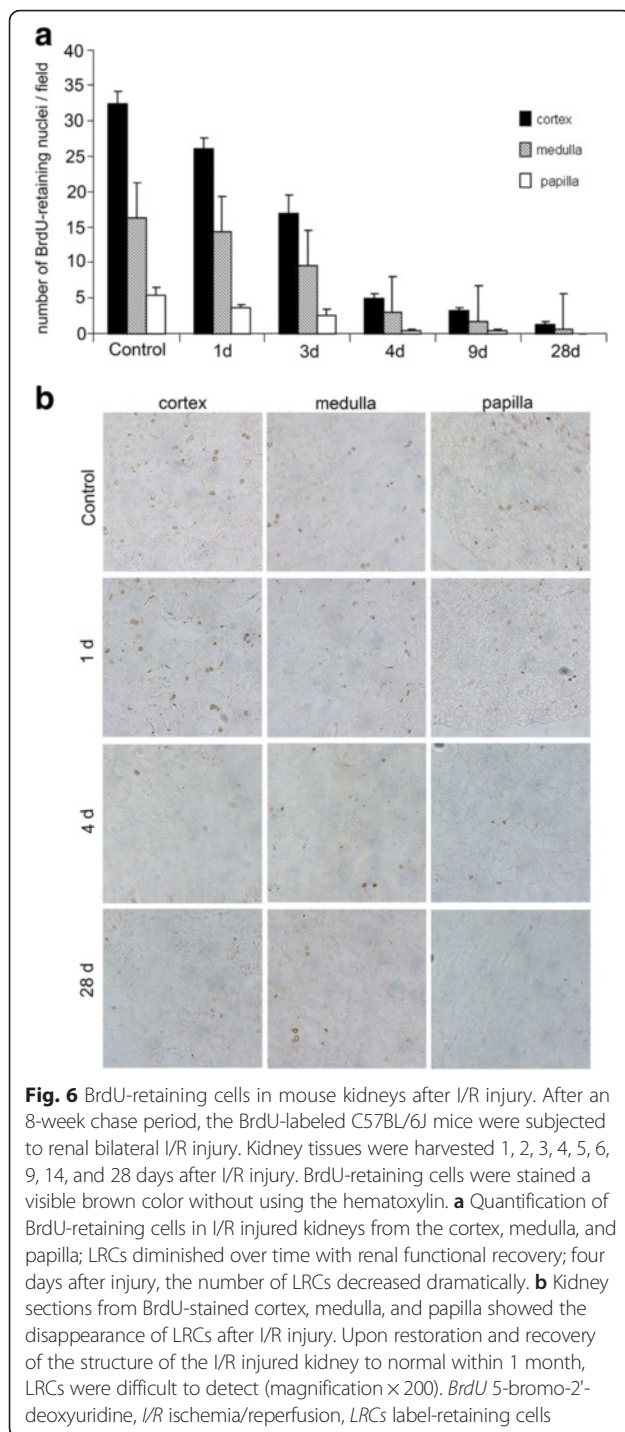 a
40
35
30
25
20
15
10
5
0
number of BrdU-retaining nuclei / field
cortex
medulla
papilla
Control 1d 3d 4d 9d 28d
b
cortex medulla papilla
Control
1 d
4 d
28 d
Fig. 6 BrdU-retaining cells in mouse kidneys after I/R injury. After an
8-week chase period, the BrdU-labeled C57BL/6J mice were subjected
to renal bilateral I/R injury. Kidney tissues were harvested 1, 2, 3, 4, 5, 6,
9, 14, and 28 days after I/R injury. BrdU-retaining cells were stained a
visible brown color without using the hematoxylin. a Quantification of
BrdU-retaining cells in I/R injured kidneys from the cortex, medulla, and
papilla; LRCs diminished over time with renal functional recovery; four
days after injury, the number of LRCs decreased dramatically. b Kidney
sections from BrdU-stained cortex, medulla, and papilla showed the
disappearance of LRCs after I/R injury. Upon restoration and recovery
of the structure of the I/R injured kidney to normal within 1 month,
LRCs were difficult to detect (magnification × 200). BrdU 5-bromo-2'-
deoxyuridine, I/R ischemia/reperfusion, LRCs label-retaining cells